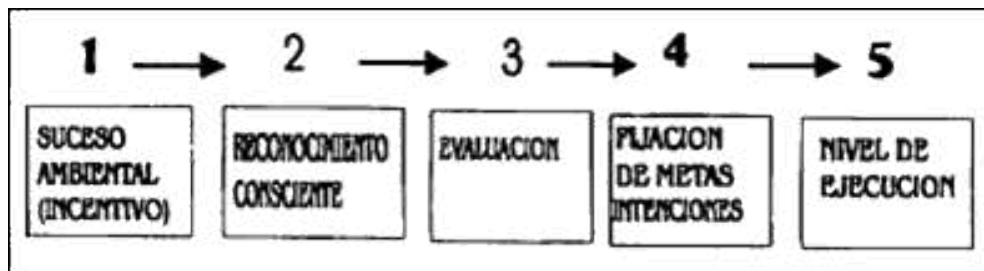 1 2 3 4 5
SUCESO
AMBIENTAL
(INCENTIVO)
RECONOCIMIENTO
CONSCIENTE
EVALUACION
FIJACION
DE METAS
INTENCIONES
NIVEL DE
EJECUCION